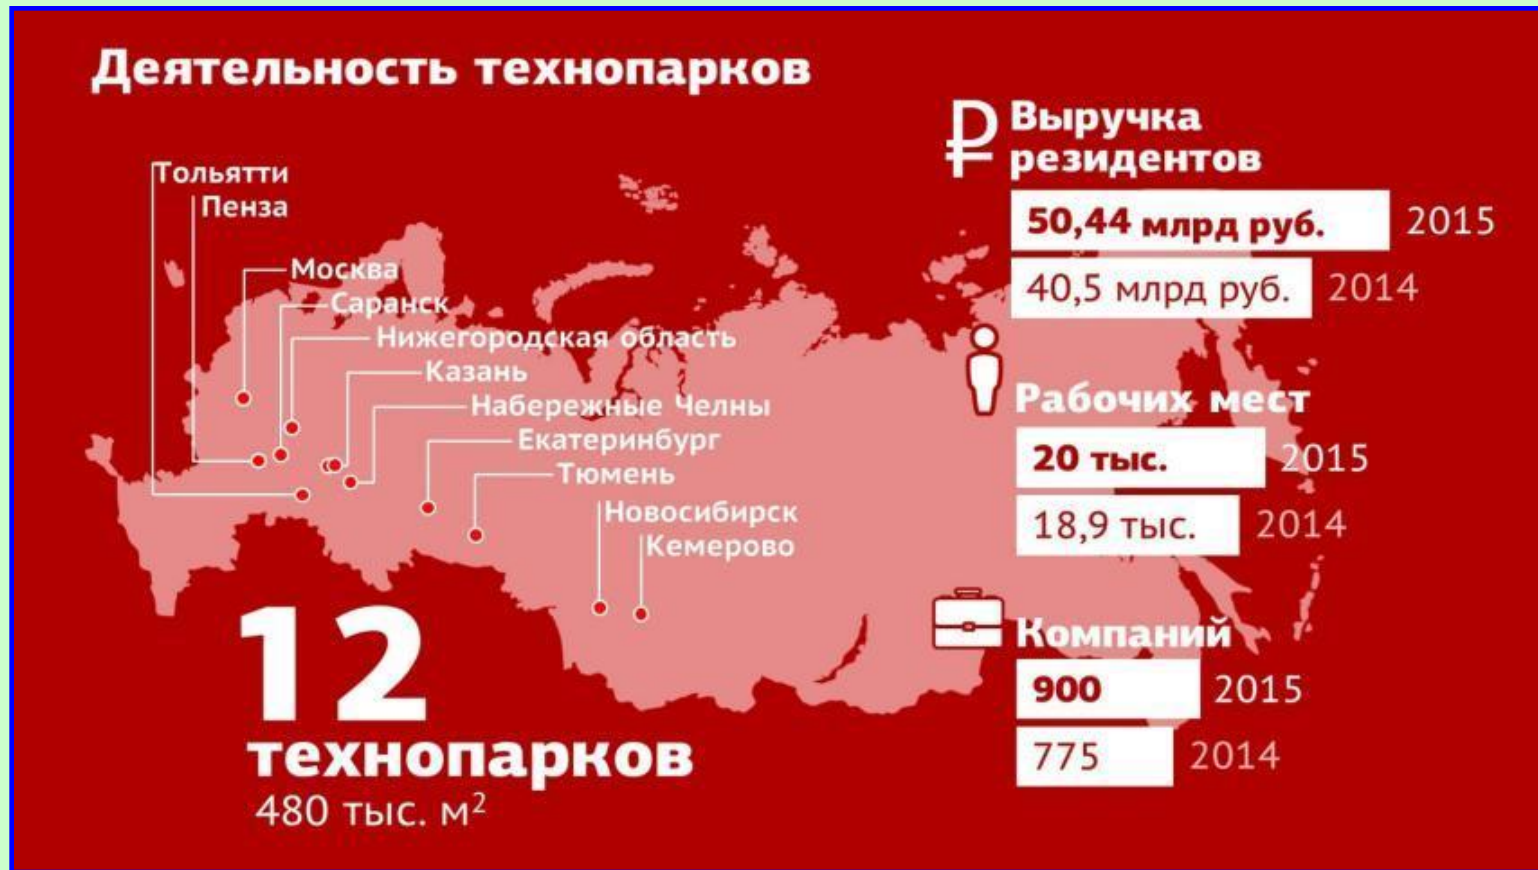 Деятельность технопарков
Тольятти
Пенза
Москва
Саранск
Нижегородская область
Казань
Набережные Челны
Екатеринбург
Тюмень
Новосибирск
Кемерово
12
технопарков
480 тыс. м²
₽ Выручка
резидентов
50,44 млрд руб. 2015
40,5 млрд руб. 2014
Рабочих мест
20 тыс. 2015
18,9 тыс. 2014
Компаний
900 2015
775 2014